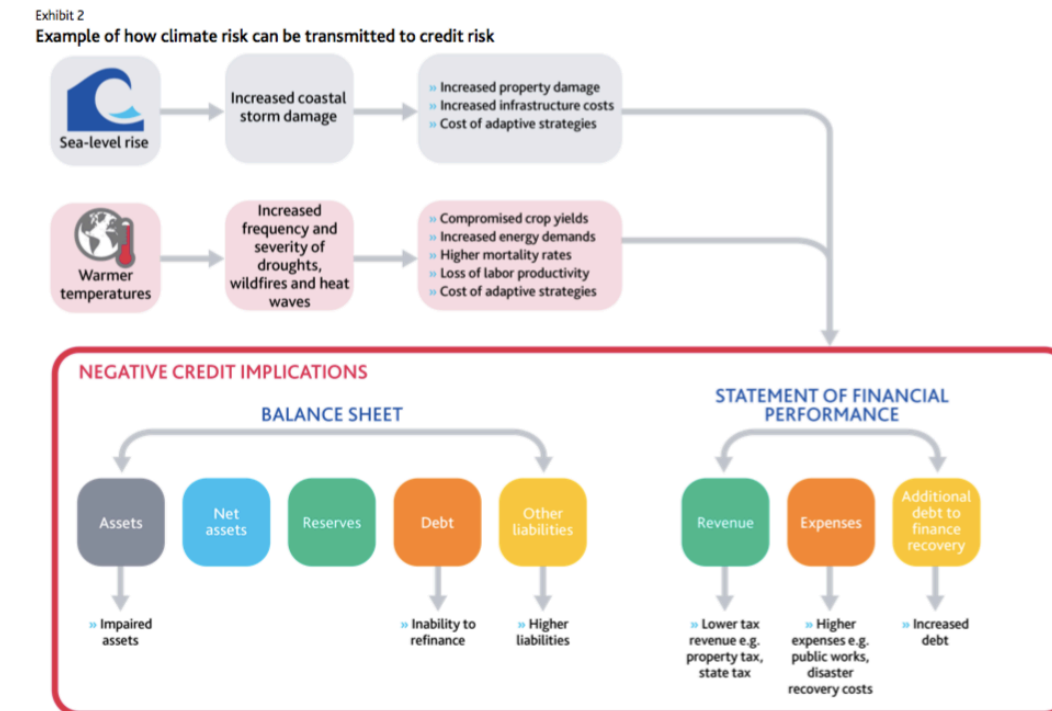 Exhibit 2
Example of how climate risk can be transmitted to credit risk
Sea-level rise
Increased coastal
storm damage
» Increased property damage
» Increased infrastructure costs
» Cost of adaptive strategies
Warmer
temperatures
Increased
frequency and
severity of
droughts,
wildfires and heat
waves
» Compromised crop yields
» Increased energy demands
» Higher mortality rates
» Loss of labor productivity
» Cost of adaptive strategies
NEGATIVE CREDIT IMPLICATIONS
BALANCE SHEET
Assets
Net
assets
Reserves
Debt
Other
liabilities
» Impaired
assets
» Inability to
refinance
» Higher
liabilities
STATEMENT OF FINANCIAL
PERFORMANCE
Revenue
Expenses
Additional
debt to
finance
recovery
» Lower tax
revenue e.g.
property tax,
state tax
» Higher
expenses e.g.
public works,
disaster
recovery costs
» Increased
debt